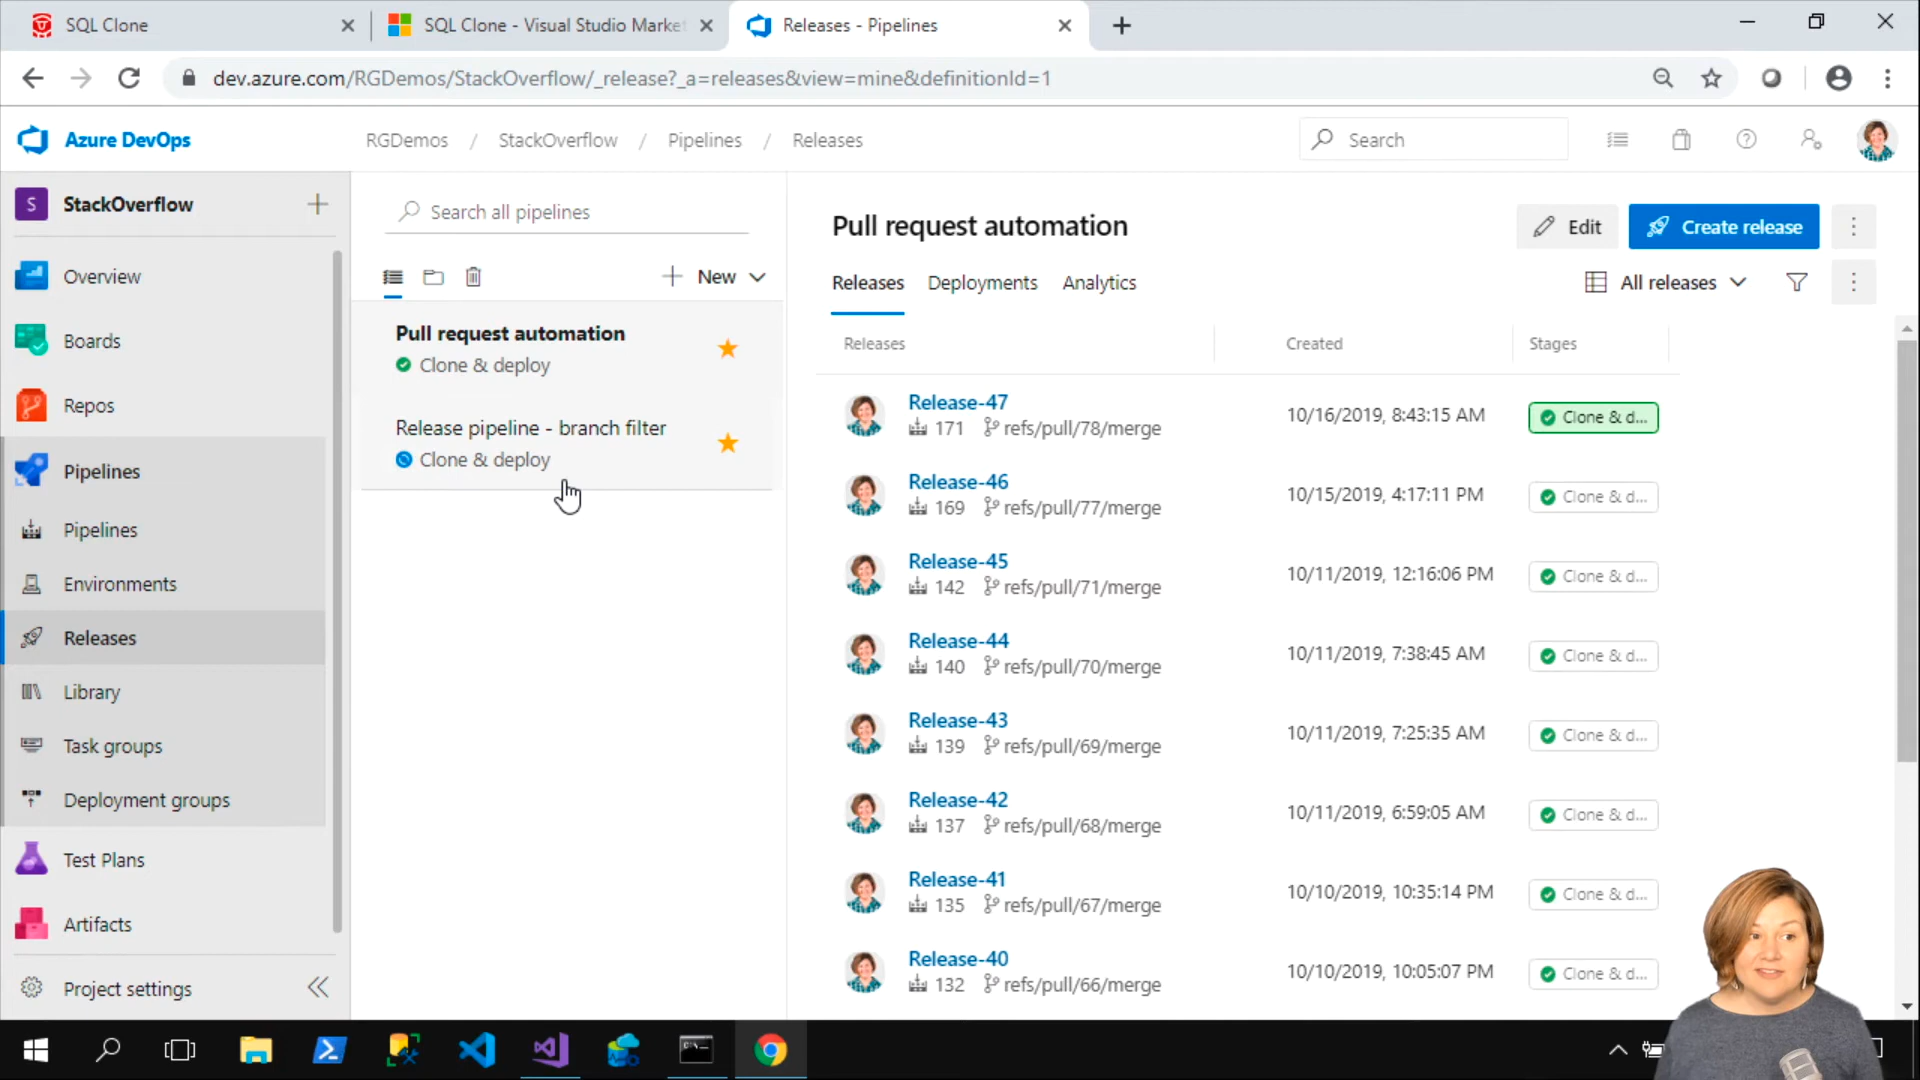 SQL Clone
SQL Clone - Visual Studio Market
Releases - Pipelines
dev.azure.com/RGDemos/StackOverflow/_release?_a=releases&view=mine&definitionId=1
Azure DevOps
RGDemos / StackOverflow / Pipelines / Releases
Search
S StackOverflow
Overview
Boards
Repos
Pipelines
Pipelines
Environments
Releases
Library
Task groups
Deployment groups
Test Plans
Artifacts
Project settings
Search all pipelines
New
Pull request automation
Clone & deploy
Release pipeline - branch filter
Clone & deploy
Pull request automation
Edit
Create release
Releases Deployments Analytics
All releases
Releases Created Stages
Release-47
171 refs/pull/78/merge
10/16/2019, 8:43:15 AM
Clone & d...
Release-46
169 refs/pull/77/merge
10/15/2019, 4:17:11 PM
Clone & d...
Release-45
142 refs/pull/71/merge
10/11/2019, 12:16:06 PM
Clone & d...
Release-44
140 refs/pull/70/merge
10/11/2019, 7:38:45 AM
Clone & d...
Release-43
139 refs/pull/69/merge
10/11/2019, 7:25:35 AM
Clone & d...
Release-42
137 refs/pull/68/merge
10/11/2019, 6:59:05 AM
Clone & d...
Release-41
135 refs/pull/67/merge
10/10/2019, 10:35:14 PM
Clone & d...
Release-40
132 refs/pull/66/merge
10/10/2019, 10:05:07 PM
Clone & d...